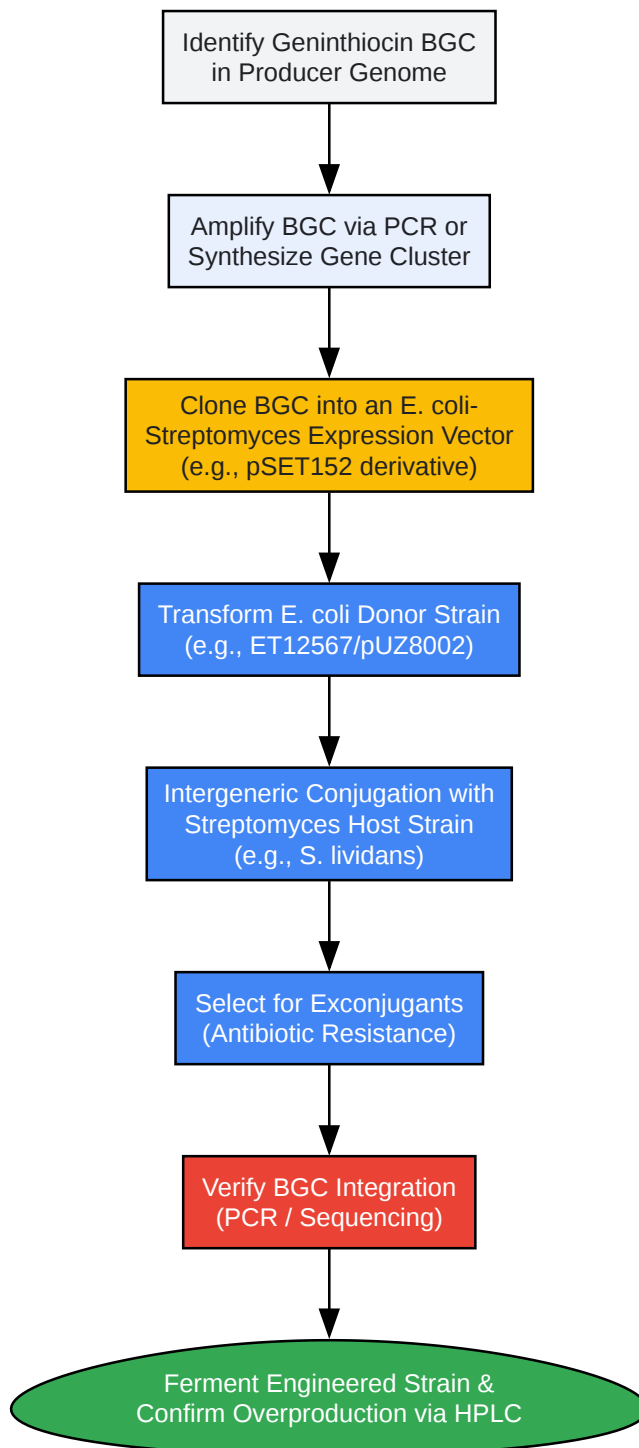 Identify Geninthiocin BGC
in Producer Genome
Amplify BGC via PCR or
Synthesize Gene Cluster
Clone BGC into an E. coli-
Streptomyces Expression Vector
(e.g., pSET152 derivative)
Transform E. coli Donor Strain
(e.g., ET12567/pUZ8002)
Intergeneric Conjugation with
Streptomyces Host Strain
(e.g., S. lividans)
Select for Exconjugants
(Antibiotic Resistance)
Verify BGC Integration
(PCR / Sequencing)
Ferment Engineered Strain &
Confirm Overproduction via HPLC